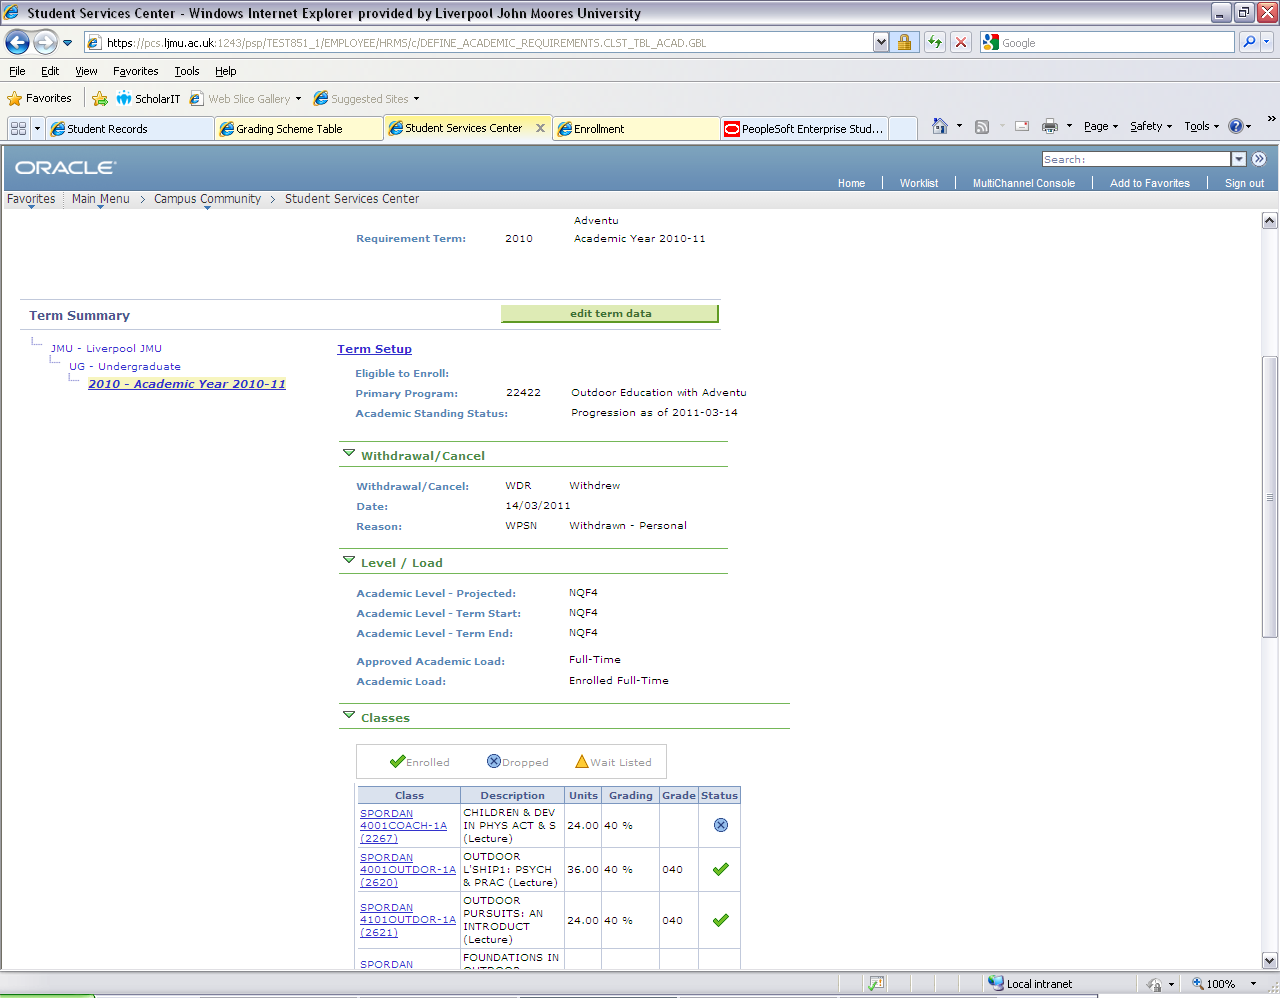 Student Services Center - Windows Internet Explorer provided by Liverpool John Moores University
https://pcs.ljmu.ac.uk:1243/psp/TEST851_1/EMPLOYEE/HRMS/c/DEFINE_ACADEMIC_REQUIREMENTS.CLST_TBL_ACAD.GBL
Google
File Edit View Favorites Tools Help
Favorites ScholarIT Web Slice Gallery Suggested Sites
Student Records Grading Scheme Table Student Services Center Enrollment PeopleSoft Enterprise Stud... Page Safety Tools
ORACLE
Search:
Home Worklist MultiChannel Console Add to Favorites Sign out
Favorites Main Menu > Campus Community > Student Services Center
Adventu
Requirement Term: 2010 Academic Year 2010-11
Term Summary edit term data
JMU - Liverpool JMU
UG - Undergraduate
2010 - Academic Year 2010-11
Term Setup
Eligible to Enroll:
Primary Program: 22422 Outdoor Education with Adventu
Academic Standing Status: Progression as of 2011-03-14
Withdrawal/Cancel
Withdrawal/Cancel: WDR Withdrew
Date: 14/03/2011
Reason: WPSN Withdrawn - Personal
Level / Load
Academic Level - Projected: NQF4
Academic Level - Term Start: NQF4
Academic Level - Term End: NQF4
Approved Academic Load: Full-Time
Academic Load: Enrolled Full-Time
Classes
Enrolled Dropped Wait Listed
Class Description Units Grading Grade Status
SPORDAN
4001COACH-1A
(2267)
CHILDREN & DEV
IN PHYS ACT & S
(Lecture)
24.00 40 %
SPORDAN
4001OUTDOR-1A
(2620)
OUTDOOR
L'SHIP1: PSYCH
& PRAC (Lecture)
36.00 40 % 040
SPORDAN
4101OUTDOR-1A
(2621)
OUTDOOR
PURSUITS: AN
INTRODUCT
(Lecture)
24.00 40 % 040
SPORDAN
FOUNDATIONS IN
OUTDOOR
Local intranet 100%